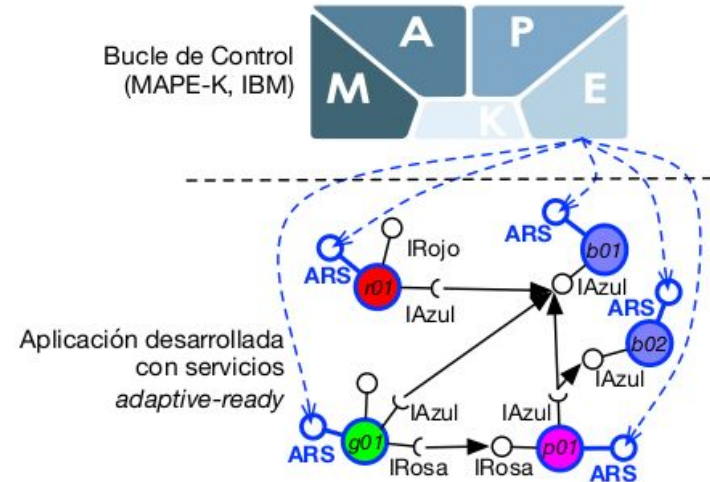 Bucle de Control
(MAPE-K, IBM)
M
A
P
E
K
ARS
IRojo
r01
IAzul
ARS
b01
IAzul
ARS
b02
IAzul
Aplicación desarrollada
con servicios
adaptive-ready
IAzul
IAzul
ARS
g01
IRosa
IRosa
p01
ARS